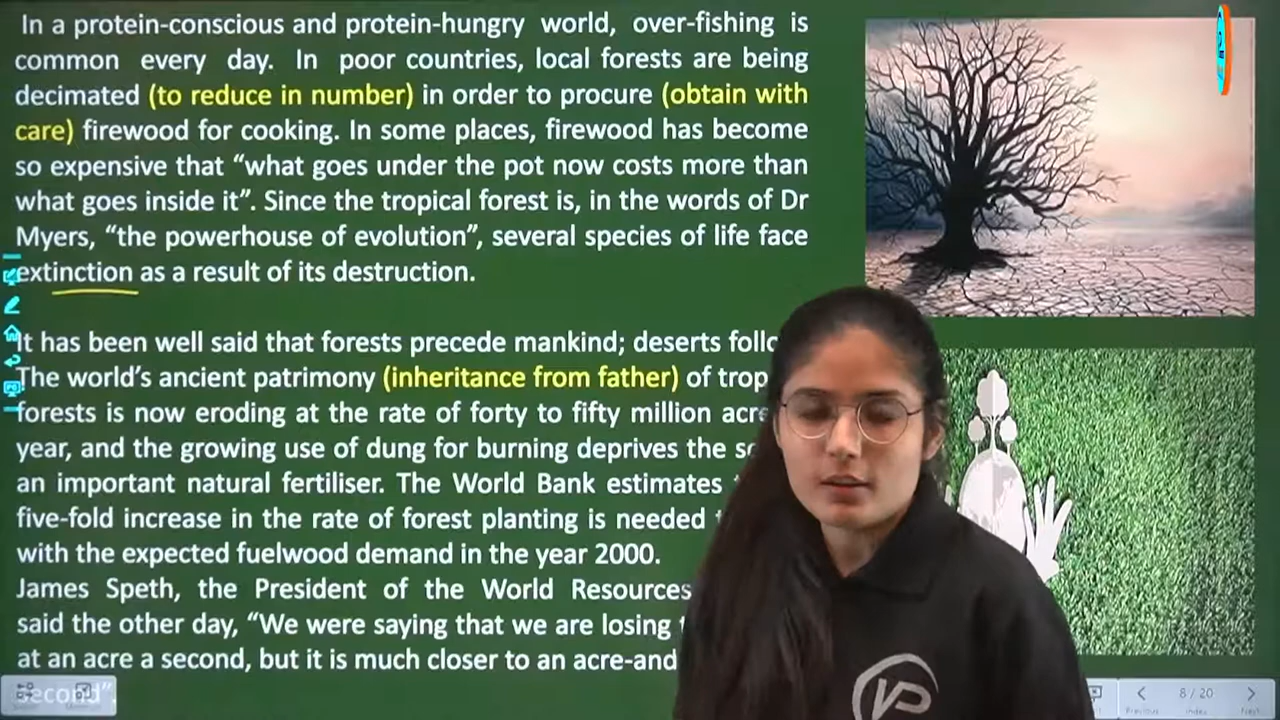 In a protein-conscious and protein-hungry world, over-fishing is
common every day. In poor countries, local forests are being
decimated (to reduce in number) in order to procure (obtain with
care) firewood for cooking. In some places, firewood has become
so expensive that “what goes under the pot now costs more than
what goes inside it”. Since the tropical forest is, in the words of Dr
Myers, “the powerhouse of evolution”, several species of life face
extinction as a result of its destruction.
It has been well said that forests precede mankind; deserts
The world’s ancient patrimony (inheritance from father) of
forests is now eroding at the rate of forty to fifty million
year, and the growing use of dung for burning deprives the
an important natural fertiliser. The World Bank estimates
five-fold increase in the rate of forest planting is needed
with the expected fuelwood demand in the year 2000.
James Speth, the President of the World Resources
said the other day, “We were saying that we are losing
at an acre a second, but it is much closer to an acre-and
second”.
VP
8 / 20
Previous
Next